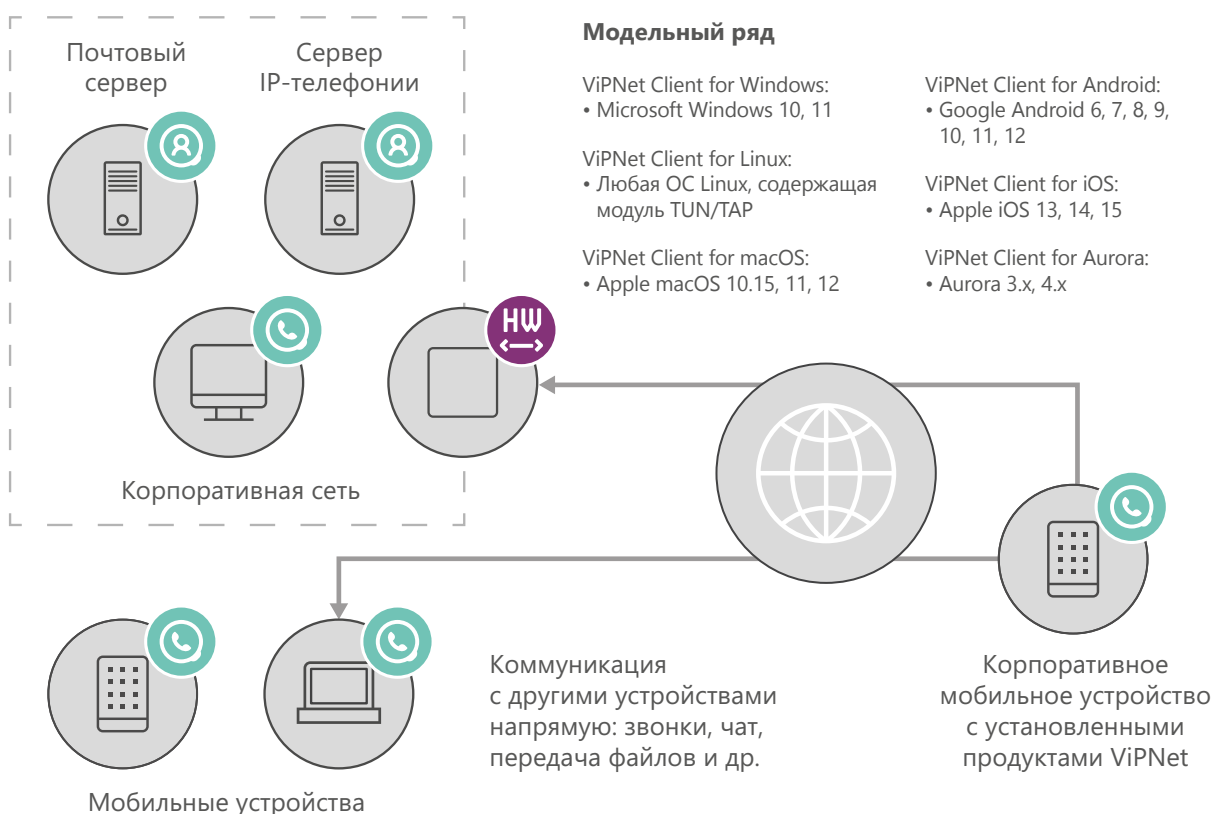 Почтовый
сервер
Сервер
IP-телефонии
Модельный ряд
ViPNet Client for Windows:
• Microsoft Windows 10, 11
ViPNet Client for Linux:
• Любая ОС Linux, содержащая
модуль TUN/TAP
ViPNet Client for macOS:
• Apple macOS 10.15, 11, 12
ViPNet Client for Android:
• Google Android 6, 7, 8, 9,
10, 11, 12
ViPNet Client for iOS:
• Apple iOS 13, 14, 15
ViPNet Client for Aurora:
• Aurora 3.x, 4.x
HW
Корпоративная сеть
Коммуникация
с другими устройствами
напрямую: звонки, чат,
передача файлов и др.
Корпоративное
мобильное устройство
с установленными
продуктами ViPNet
Мобильные устройства